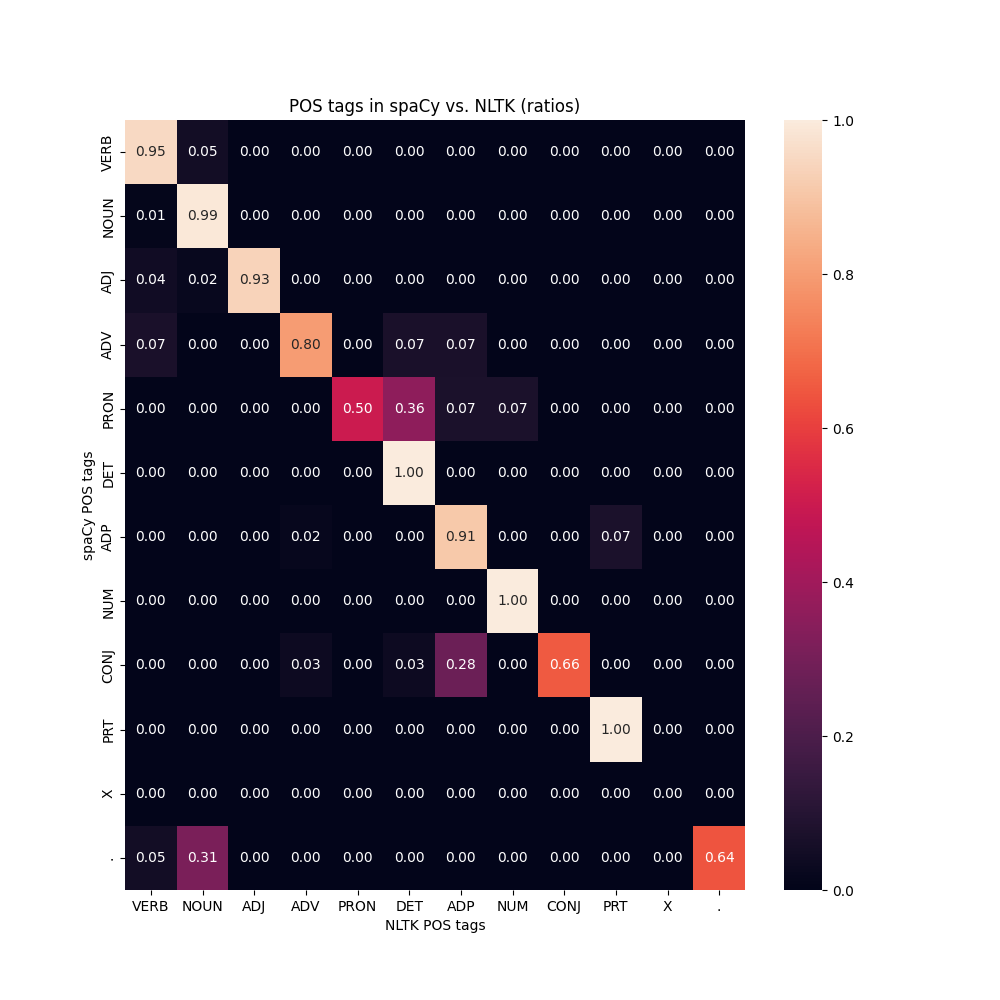 POS tags in spaCy vs. NLTK (ratios)
VERB 0.95 0.05 0.00 0.00 0.00 0.00 0.00 0.00 0.00 0.00 0.00 0.00
NOUN 0.01 0.99 0.00 0.00 0.00 0.00 0.00 0.00 0.00 0.00 0.00 0.00
ADJ 0.04 0.02 0.93 0.00 0.00 0.00 0.00 0.00 0.00 0.00 0.00 0.00
ADV 0.07 0.00 0.00 0.80 0.00 0.07 0.07 0.00 0.00 0.00 0.00 0.00
PRON 0.00 0.00 0.00 0.00 0.50 0.36 0.07 0.07 0.00 0.00 0.00 0.00
DET 0.00 0.00 0.00 0.00 0.00 1.00 0.00 0.00 0.00 0.00 0.00 0.00
ADP 0.00 0.00 0.00 0.02 0.00 0.00 0.91 0.00 0.00 0.07 0.00 0.00
NUM 0.00 0.00 0.00 0.00 0.00 0.00 0.00 1.00 0.00 0.00 0.00 0.00
CONJ 0.00 0.00 0.00 0.03 0.00 0.03 0.28 0.00 0.66 0.00 0.00 0.00
PRT 0.00 0.00 0.00 0.00 0.00 0.00 0.00 0.00 0.00 1.00 0.00 0.00
X 0.00 0.00 0.00 0.00 0.00 0.00 0.00 0.00 0.00 0.00 0.00 0.00
. 0.05 0.31 0.00 0.00 0.00 0.00 0.00 0.00 0.00 0.00 0.00 0.64
VERB NOUN ADJ ADV PRON DET ADP NUM CONJ PRT X .
NLTK POS tags
spaCy POS tags
1.0
0.8
0.6
0.4
0.2
0.0